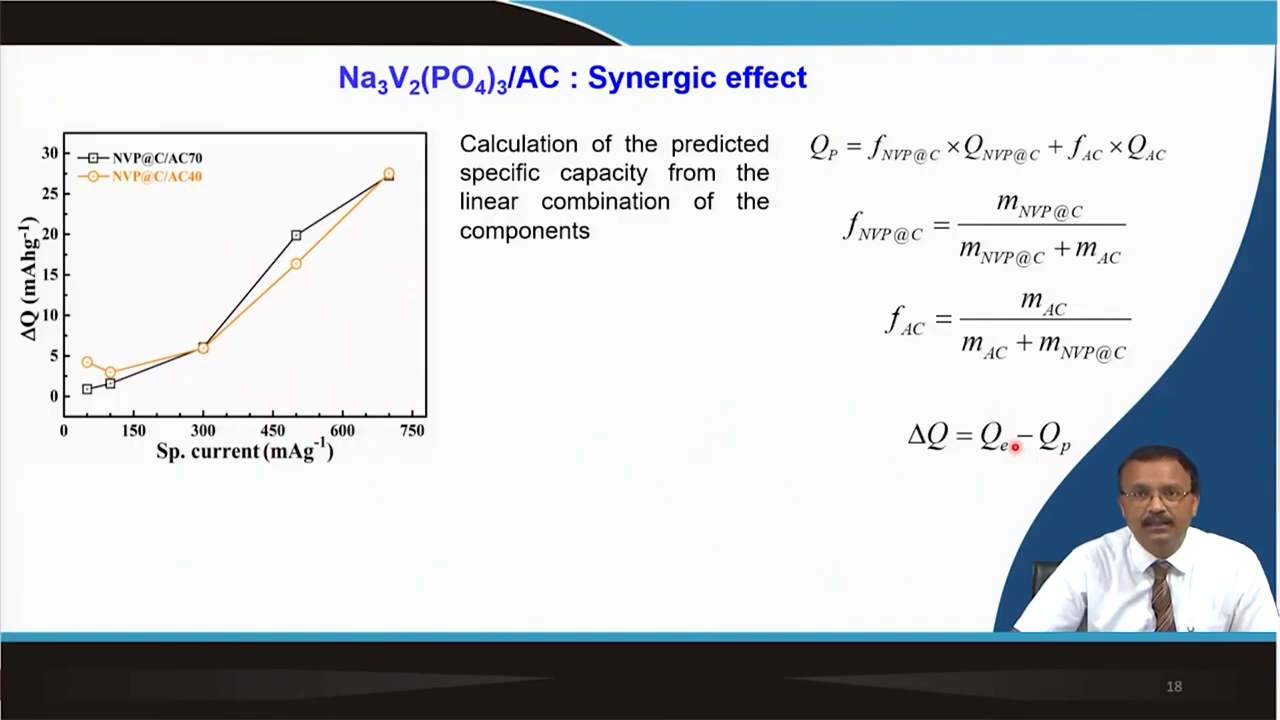 Na₃V₂(PO₄)₃/AC : Synergic effect
30
25
20
15
10
5
0
ΔQ (mAhg⁻¹)
NVP@C/AC70
NVP@C/AC40
0 150 300 450 600 750
Sp. current(mAg⁻¹)
Calculation of the predicted
specific capacity from the
linear combination of the
components
Q_P = f_NVP@C × Q_NVP@C + f_AC × Q_AC
f_NVP@C = m_NVP@C / (m_NVP@C + m_AC)
f_AC = m_AC / (m_AC + m_NVP@C)
ΔQ = Q_e − Q_p
18